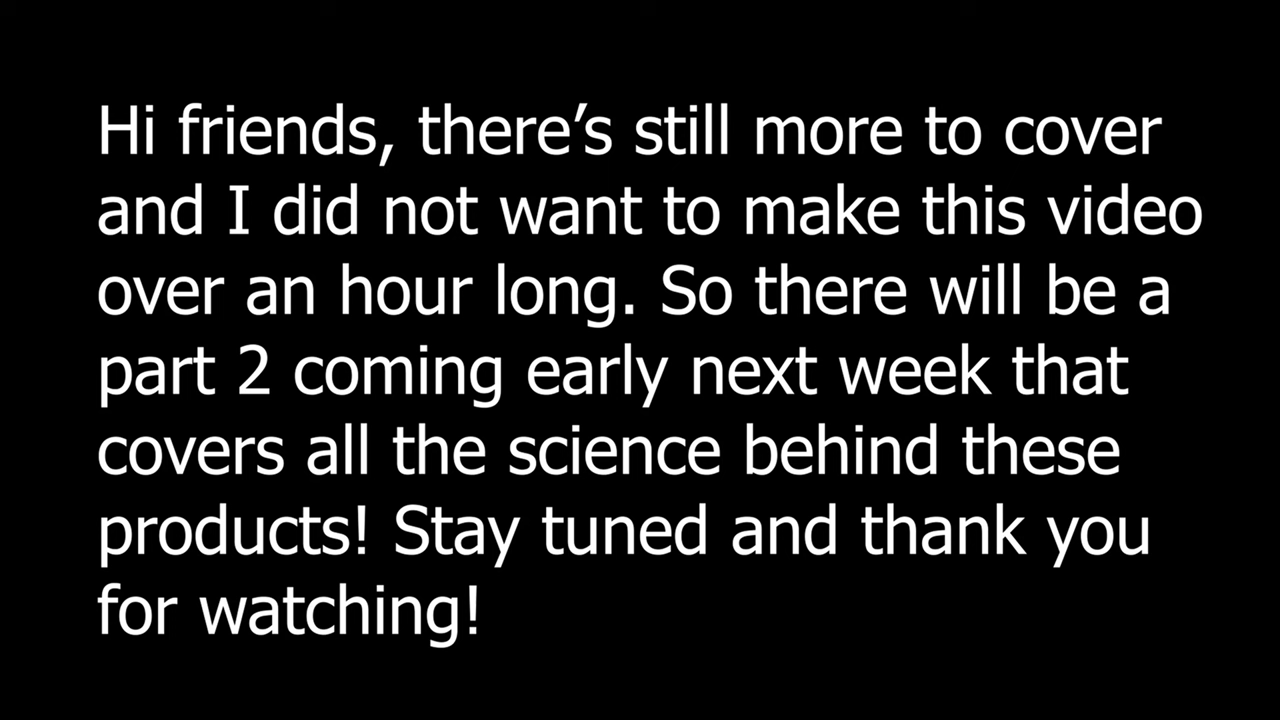 Hi friends, there’s still more to cover
and I did not want to make this video
over an hour long. So there will be a
part 2 coming early next week that
covers all the science behind these
products! Stay tuned and thank you
for watching!